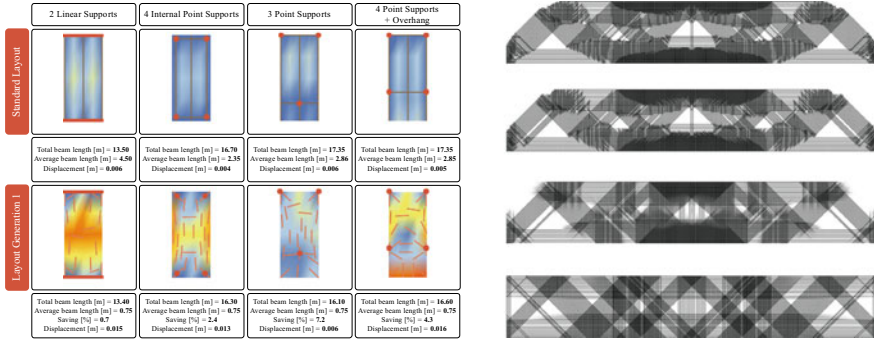 2 Linear Supports
4 Internal Point Supports
3 Point Supports
4 Point Supports
+ Overhang
Standard Layout
Total beam length [m] = 13.50
Average beam length [m] = 4.50
Displacement [m] = 0.006
Total beam length [m] = 16.70
Average beam length [m] = 2.35
Displacement [m] = 0.004
Total beam length [m] = 17.35
Average beam length [m] = 2.86
Displacement [m] = 0.006
Total beam length [m] = 17.35
Average beam length [m] = 2.85
Displacement [m] = 0.005
Layout Generation 1
Total beam length [m] = 13.40
Average beam length [m] = 0.75
Saving [%] = 0.7
Displacement [m] = 0.015
Total beam length [m] = 16.30
Average beam length [m] = 0.75
Saving [%] = 2.4
Displacement [m] = 0.013
Total beam length [m] = 16.10
Average beam length [m] = 0.75
Saving [%] = 7.2
Displacement [m] = 0.006
Total beam length [m] = 16.60
Average beam length [m] = 0.75
Saving [%] = 4.3
Displacement [m] = 0.016